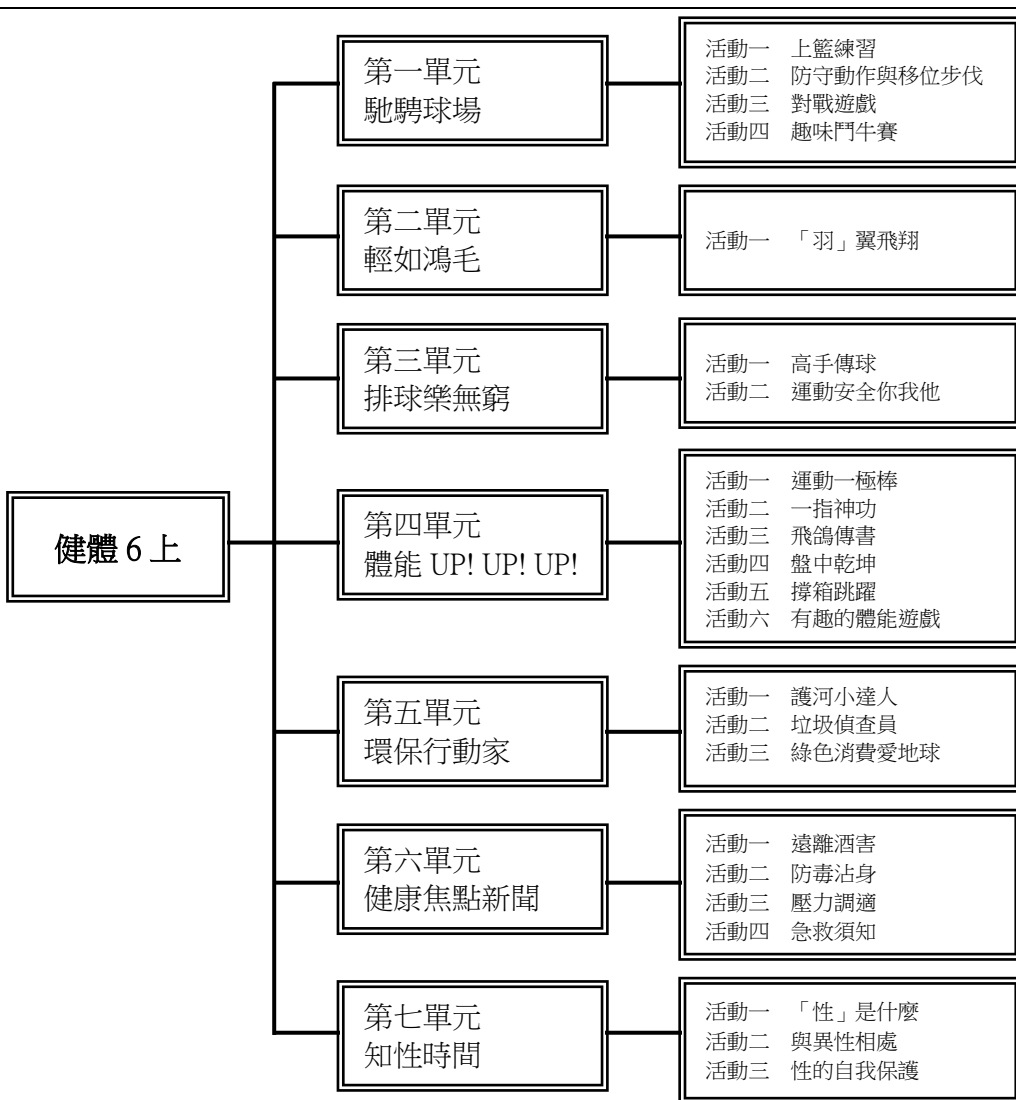 健體 6 上
第一單元
馳騁球場
活動一 上籃練習
活動二 防守動作與移位步伐
活動三 對戰遊戲
活動四 趣味鬥牛賽
第二單元
輕如鴻毛
活動一 「羽」翼飛翔
第三單元
排球樂無窮
活動一 高手傳球
活動二 運動安全你我他
第四單元
體能 UP! UP! UP!
活動一 運動一極棒
活動二 一指神功
活動三 飛鴿傳書
活動四 盤中乾坤
活動五 撐箱跳躍
活動六 有趣的體能遊戲
第五單元
環保行動家
活動一 護河小達人
活動二 垃圾偵查員
活動三 綠色消費愛地球
第六單元
健康焦點新聞
活動一 遠離酒害
活動二 防毒沾身
活動三 壓力調適
活動四 急救須知
第七單元
知性時間
活動一 「性」是什麼
活動二 與異性相處
活動三 性的自我保護